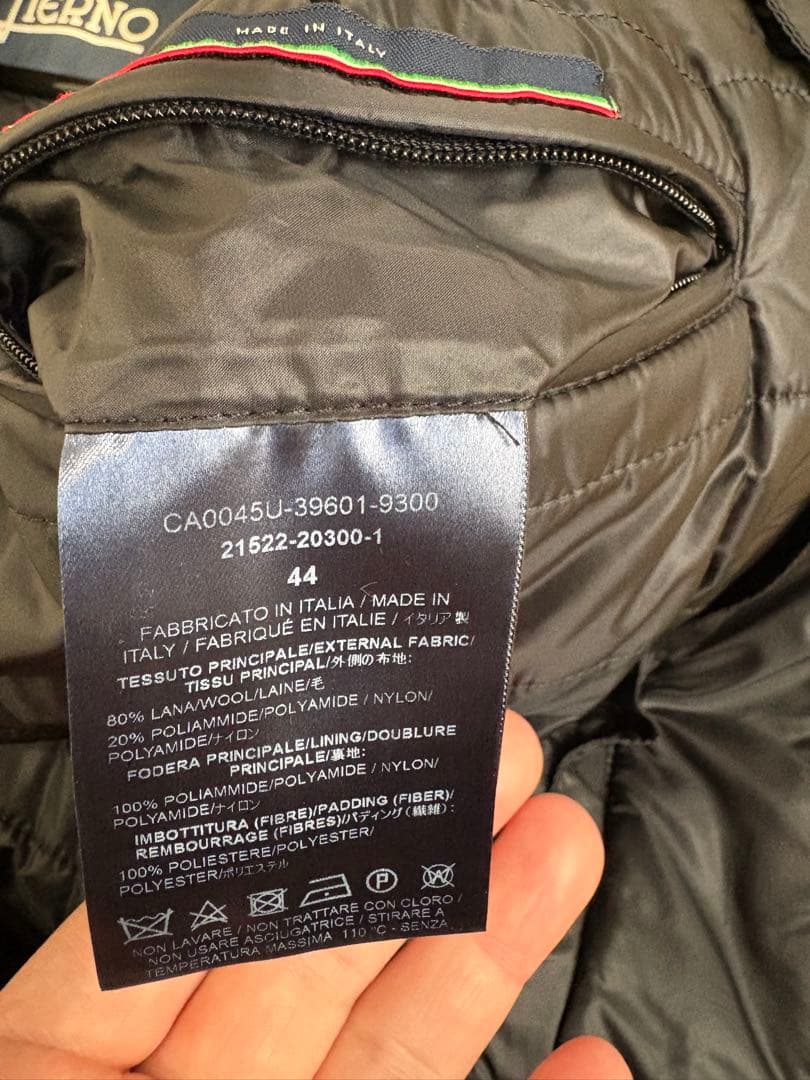 IERNO
MADE IN ITALY
CA0045U-39601-9300
21522-20300-1
44
FABBRICATO IN ITALIA / MADE IN
ITALY / FABRIQUÉ EN ITALIE / イタリア製
TESSUTO PRINCIPALE/EXTERNAL FABRIC/
TISSU PRINCIPAL/外側の布地:
80% LANA/WOOL/LAINE/毛
20% POLIAMMIDE/POLYAMIDE / NYLON/
POLYAMIDE/ナイロン
FODERA PRINCIPALE/LINING/DOUBLURE
PRINCIPALE/裏地:
100% POLIAMMIDE/POLYAMIDE / NYLON/
POLYAMIDE/ナイロン
IMBOTTITURA (FIBRE)/PADDING (FIBER)/
REMBOURRAGE (FIBRES)/パディング(繊維):
100% POLIESTERE/POLYESTER/
POLYESTER/ポリエステル
P W
NON LAVARE / NON TRATTARE CON CLORO /
NON USARE ASCIUGATRICE / STIRARE A
TEMPERATURA MASSIMA 110 °C - SENZA